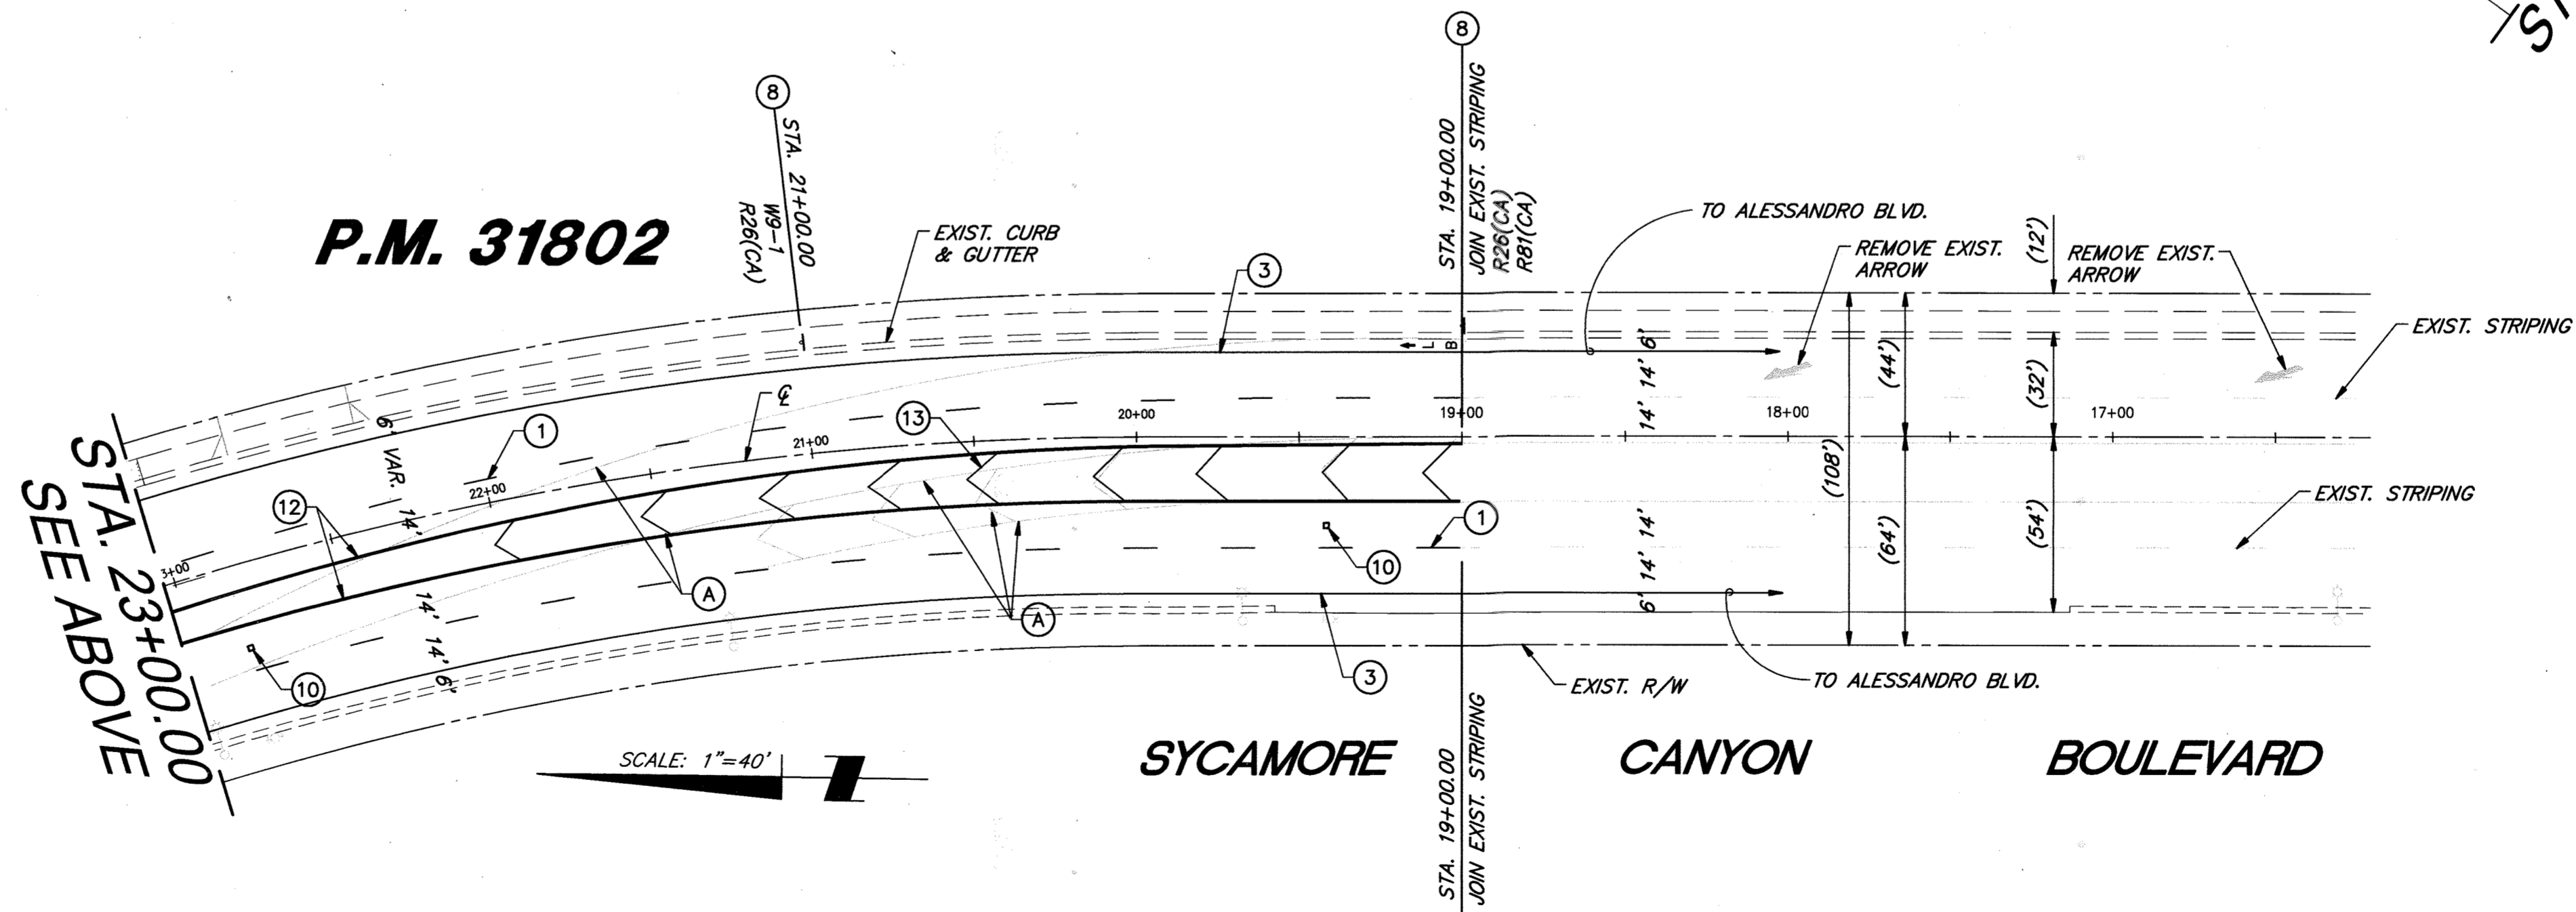 8
STA. 19+00.00
JOIN EXIST. STRIPING
R26(CA)
R81(CA)
8
STA. 21+00.00
W9-1
R26(CA)
P.M. 31802
EXIST. CURB
& GUTTER
3
TO ALESSANDRO BLVD.
REMOVE EXIST.
ARROW
(12')
REMOVE EXIST.
ARROW
EXIST. STRIPING
L B
6'
14'
14'
(44')
(32')
1
13
20+00
19+00
18+00
17+00
21+00
22+00
3+00
6'
VAR.
14'
12
(108')
(64')
(54')
EXIST. STRIPING
1
10
A
A
14'
14'
6'
14'
14'
6'
10
3
EXIST. R/W
TO ALESSANDRO BLVD.
STA. 23+00.00
SEE ABOVE
SCALE: 1"=40'
SYCAMORE CANYON BOULEVARD
STA. 19+00.00
JOIN EXIST. STRIPING